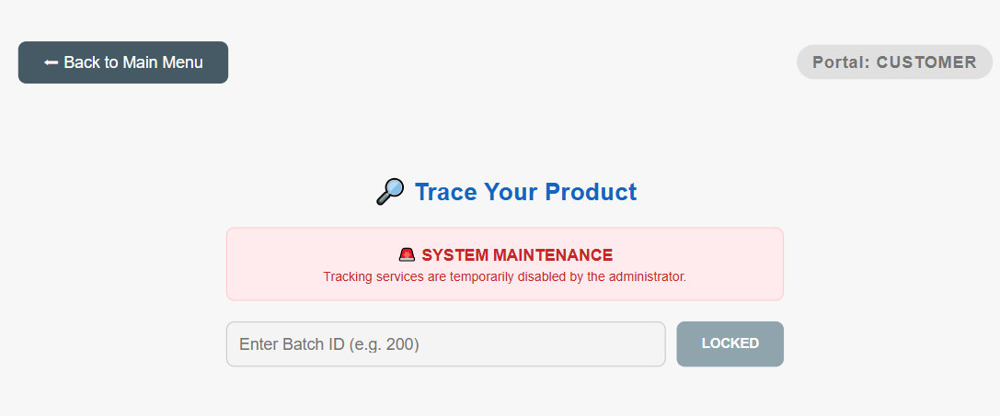 ⬅ Back to Main Menu
Portal: CUSTOMER
🔎 Trace Your Product
🚨 SYSTEM MAINTENANCE
Tracking services are temporarily disabled by the administrator.
Enter Batch ID (e.g. 200)
LOCKED